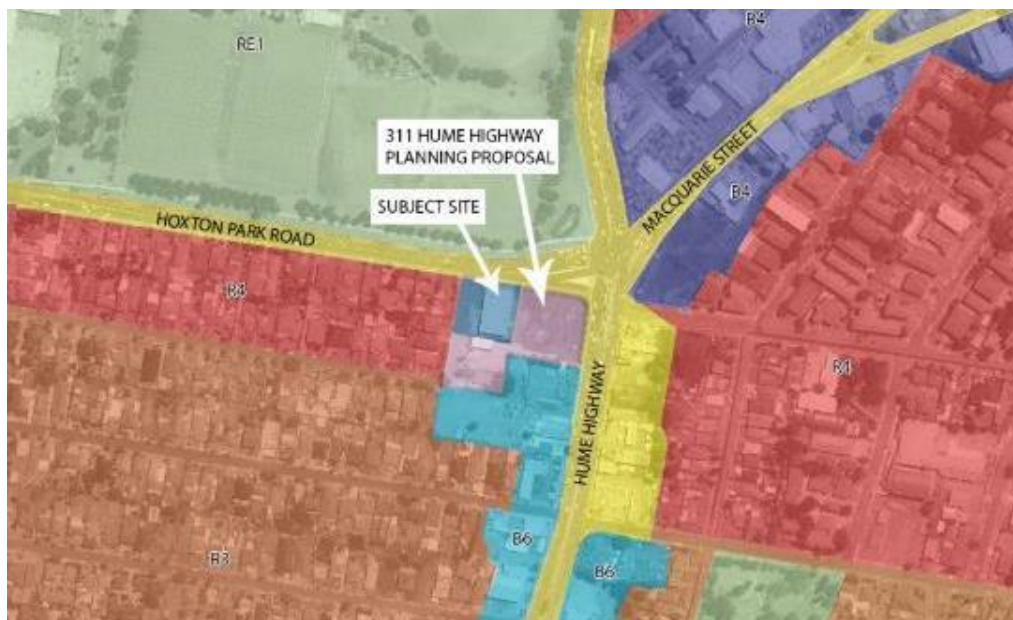 B4
RE1
311 HUME HIGHWAY
PLANNING PROPOSAL
SUBJECT SITE
MACQUARIE STREET
B4
HOXTON PARK ROAD
R4
R4
HUME HIGHWAY
B6
R3
B6